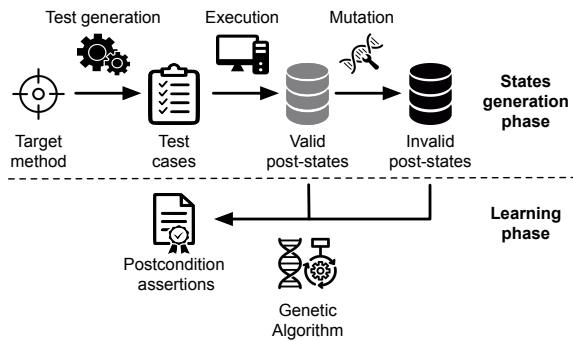 Test generation
Execution
Mutation
Target
method
Test
cases
Valid
post-states
Invalid
post-states
States
generation
phase
Learning
phase
Postcondition
assertions
Genetic
Algorithm